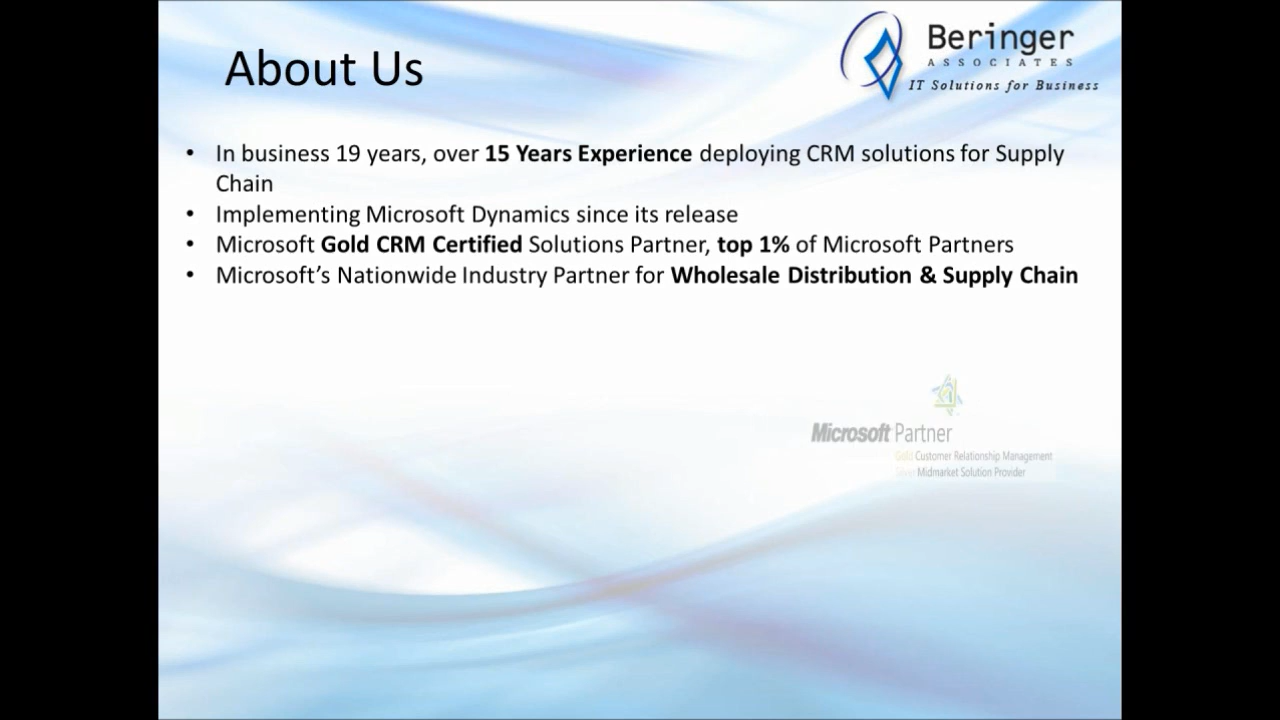 About Us
Beringer
ASSOCIATES
IT Solutions for Business
• In business 19 years, over 15 Years Experience deploying CRM solutions for Supply
Chain
• Implementing Microsoft Dynamics since its release
• Microsoft Gold CRM Certified Solutions Partner, top 1% of Microsoft Partners
• Microsoft’s Nationwide Industry Partner for Wholesale Distribution & Supply Chain
Microsoft Partner
Gold Customer Relationship Management
Midmarket Solution Provider